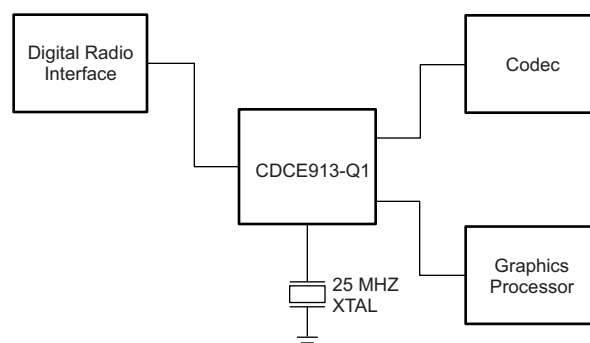 Digital Radio
Interface
Codec
CDCE913-Q1
Graphics
Processor
25 MHZ
XTAL